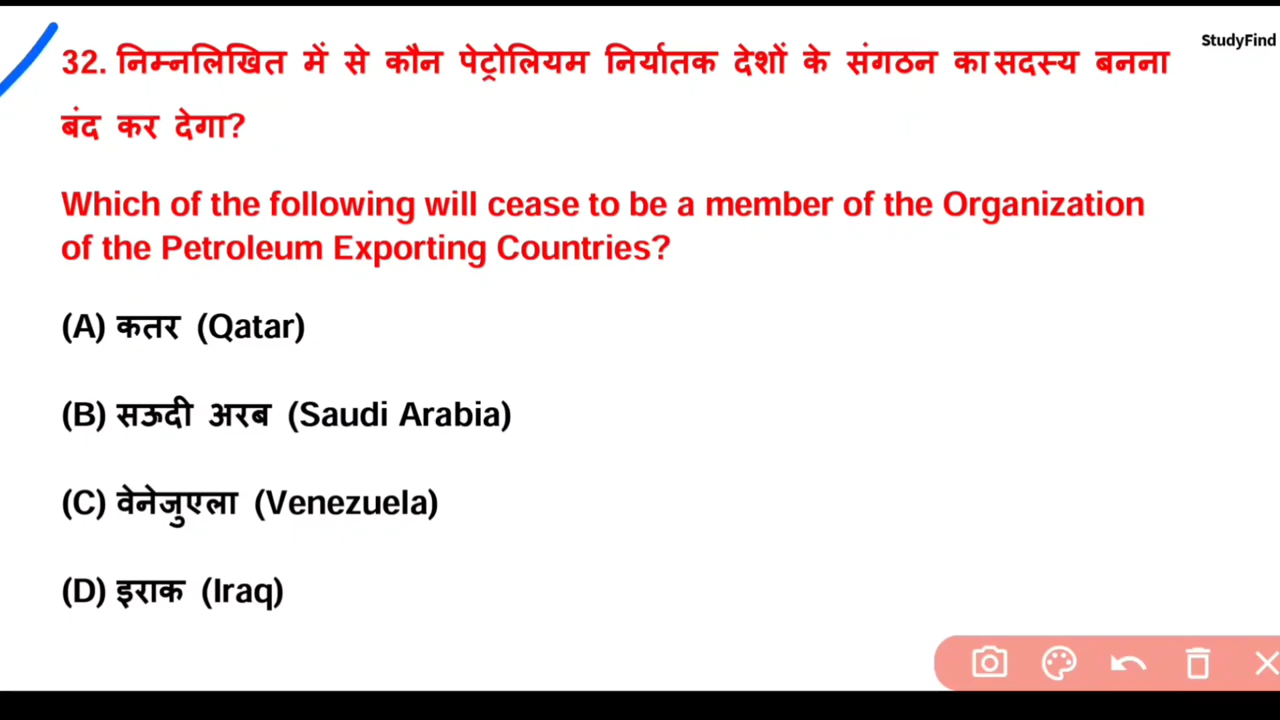 StudyFind
32. निम्नलिखित में से कौन पेट्रोलियम निर्यातक देशों के संगठन का सदस्य बनना
बंद कर देगा?
Which of the following will cease to be a member of the Organization
of the Petroleum Exporting Countries?
(A) कतर (Qatar)
(B) सऊदी अरब (Saudi Arabia)
(C) वेनेजुएला (Venezuela)
(D) इराक (Iraq)